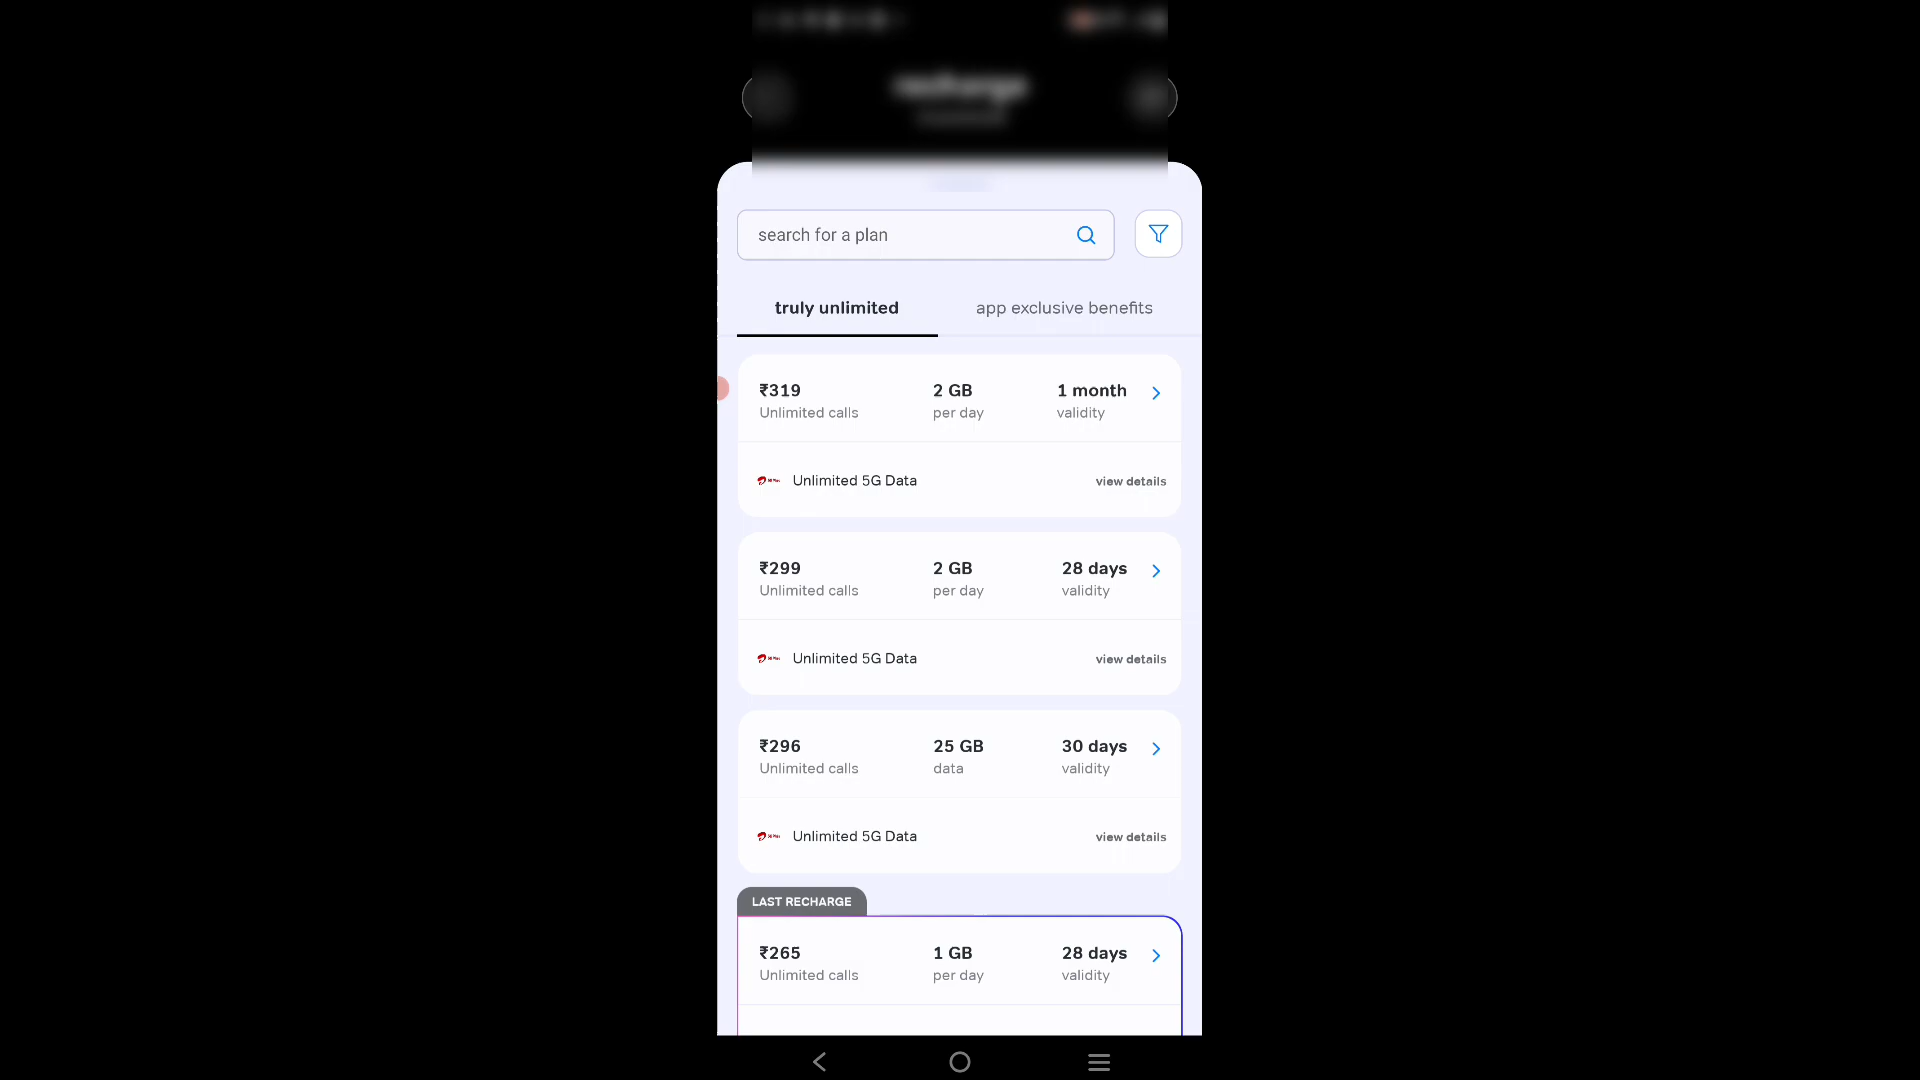 recharge
search for a plan
truly unlimited
app exclusive benefits
₹319
2 GB
1 month
Unlimited calls
per day
validity
Unlimited 5G Data
view details
₹299
2 GB
28 days
Unlimited calls
per day
validity
Unlimited 5G Data
view details
₹296
25 GB
30 days
Unlimited calls
data
validity
Unlimited 5G Data
view details
LAST RECHARGE
₹265
1 GB
28 days
Unlimited calls
per day
validity